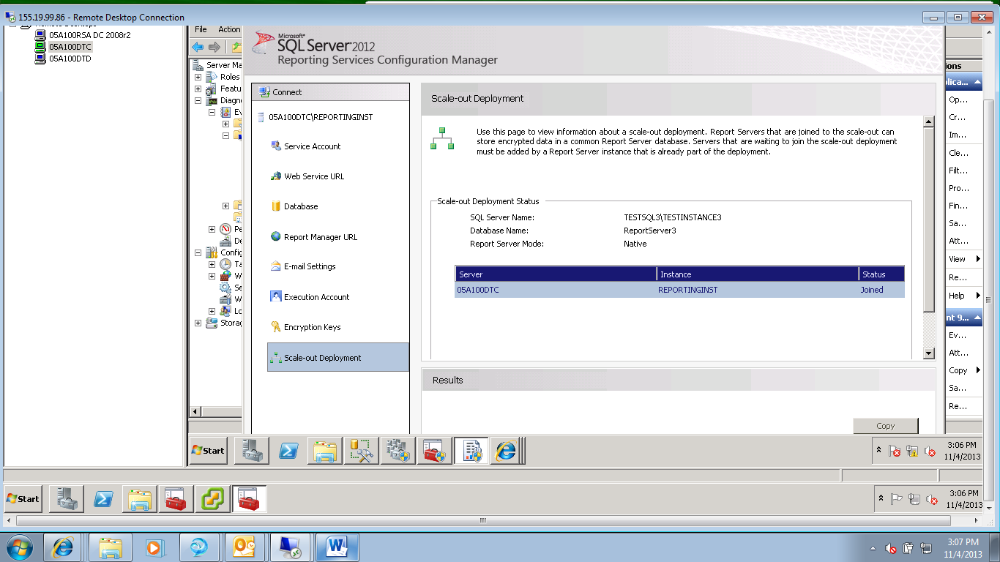 155.19.99.86 - Remote Desktop Connection
05A100RSA DC 2008r2
05A100DTC
05A100DTD
File Action
Server Ma
Roles
Featu
Diagn
Ev
Pe
De
Config
Ta
W
Se
W
Lo
Storag
Microsoft®
SQL Server 2012
Reporting Services Configuration Manager
Connect
05A100DTC\REPORTINGINST
Service Account
Web Service URL
Database
Report Manager URL
E-mail Settings
Execution Account
Encryption Keys
Scale-out Deployment
Scale-out Deployment
Use this page to view information about a scale-out deployment. Report Servers that are joined to the scale-out can
store encrypted data in a common Report Server database. Servers that are waiting to join the scale-out deployment
must be added by a Report Server instance that is already part of the deployment.
Scale-out Deployment Status
SQL Server Name: TESTSQL3\TESTINSTANCE3
Database Name: ReportServer3
Report Server Mode: Native
Server Instance Status
05A100DTC REPORTINGINST Joined
Results
Copy
ions
plica...
Op...
Cr...
Im...
Cle...
Filt...
Pro...
Fin...
Sa...
Att...
View
Re...
Help
nt 9...
Ev...
Att...
Copy
Sa...
Re...
Start
3:06 PM
11/4/2013
Start
3:06 PM
11/4/2013
3:07 PM
11/4/2013